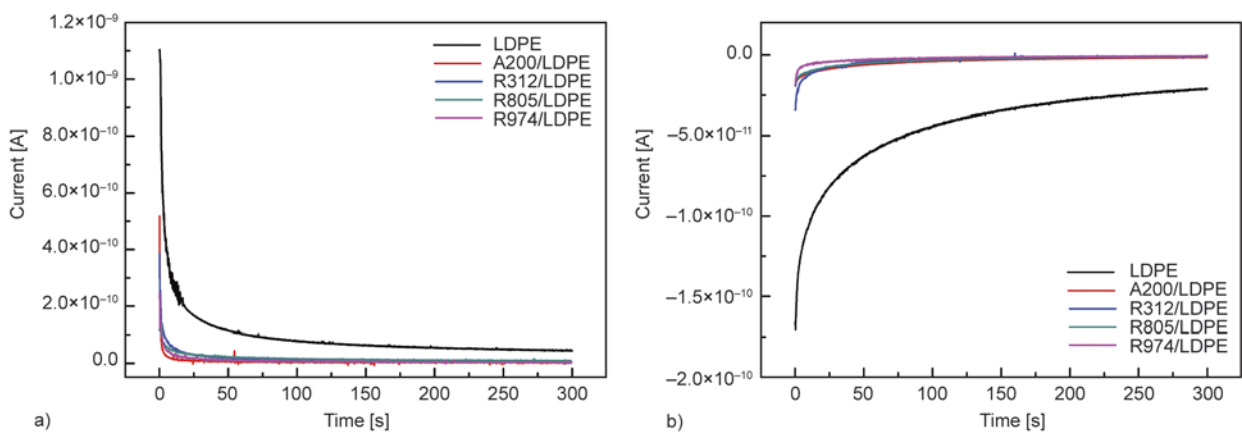 1.2×10⁻⁹
1.0×10⁻⁹
8.0×10⁻¹⁰
6.0×10⁻¹⁰
4.0×10⁻¹⁰
2.0×10⁻¹⁰
0.0
Current [A]
LDPE
A200/LDPE
R312/LDPE
R805/LDPE
R974/LDPE
0 50 100 150 200 250 300
Time [s]
a)
0.0
–5.0×10⁻¹¹
–1.0×10⁻¹⁰
–1.5×10⁻¹⁰
–2.0×10⁻¹⁰
Current [A]
LDPE
A200/LDPE
R312/LDPE
R805/LDPE
R974/LDPE
0 50 100 150 200 250 300
Time [s]
b)